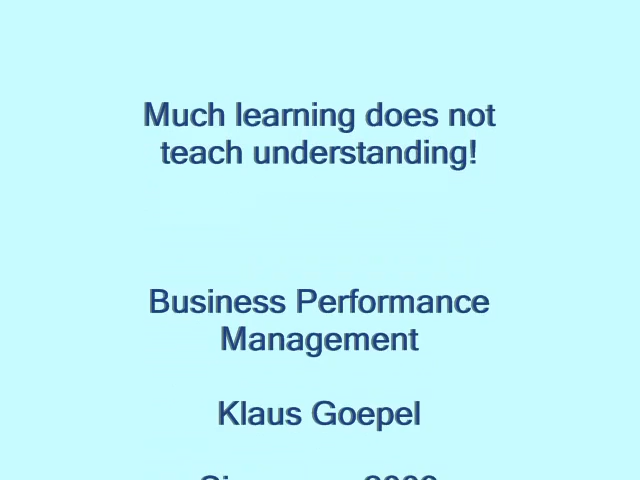 Much learning does not
teach understanding!
Business Performance
Management
Klaus Goepel